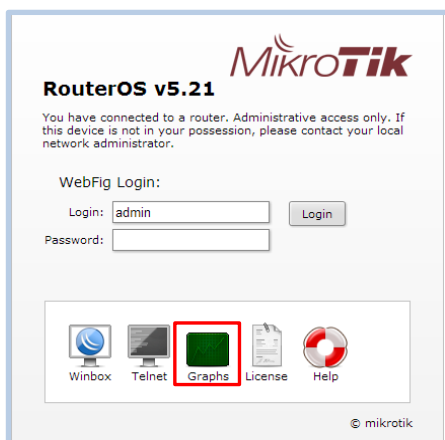 MikroTik
RouterOS v5.21
You have connected to a router. Administrative access only. If
this device is not in your possession, please contact your local
network administrator.
WebFig Login:
Login: admin Login
Password:
Winbox Telnet Graphs License Help
© mikrotik